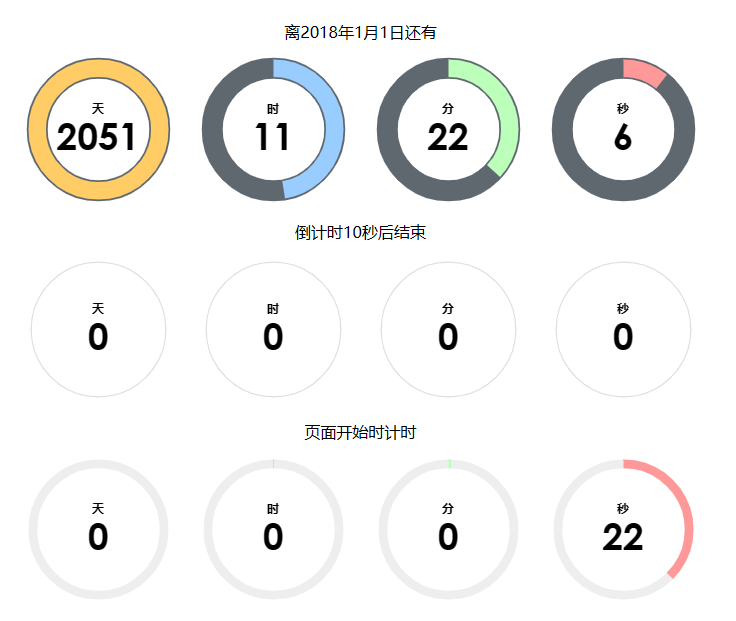 离2018年1月1日还有
天 时 分 秒
2051 11 22 6
倒计时10秒后结束
天 时 分 秒
0 0 0 0
页面开始时计时
天 时 分 秒
0 0 0 22